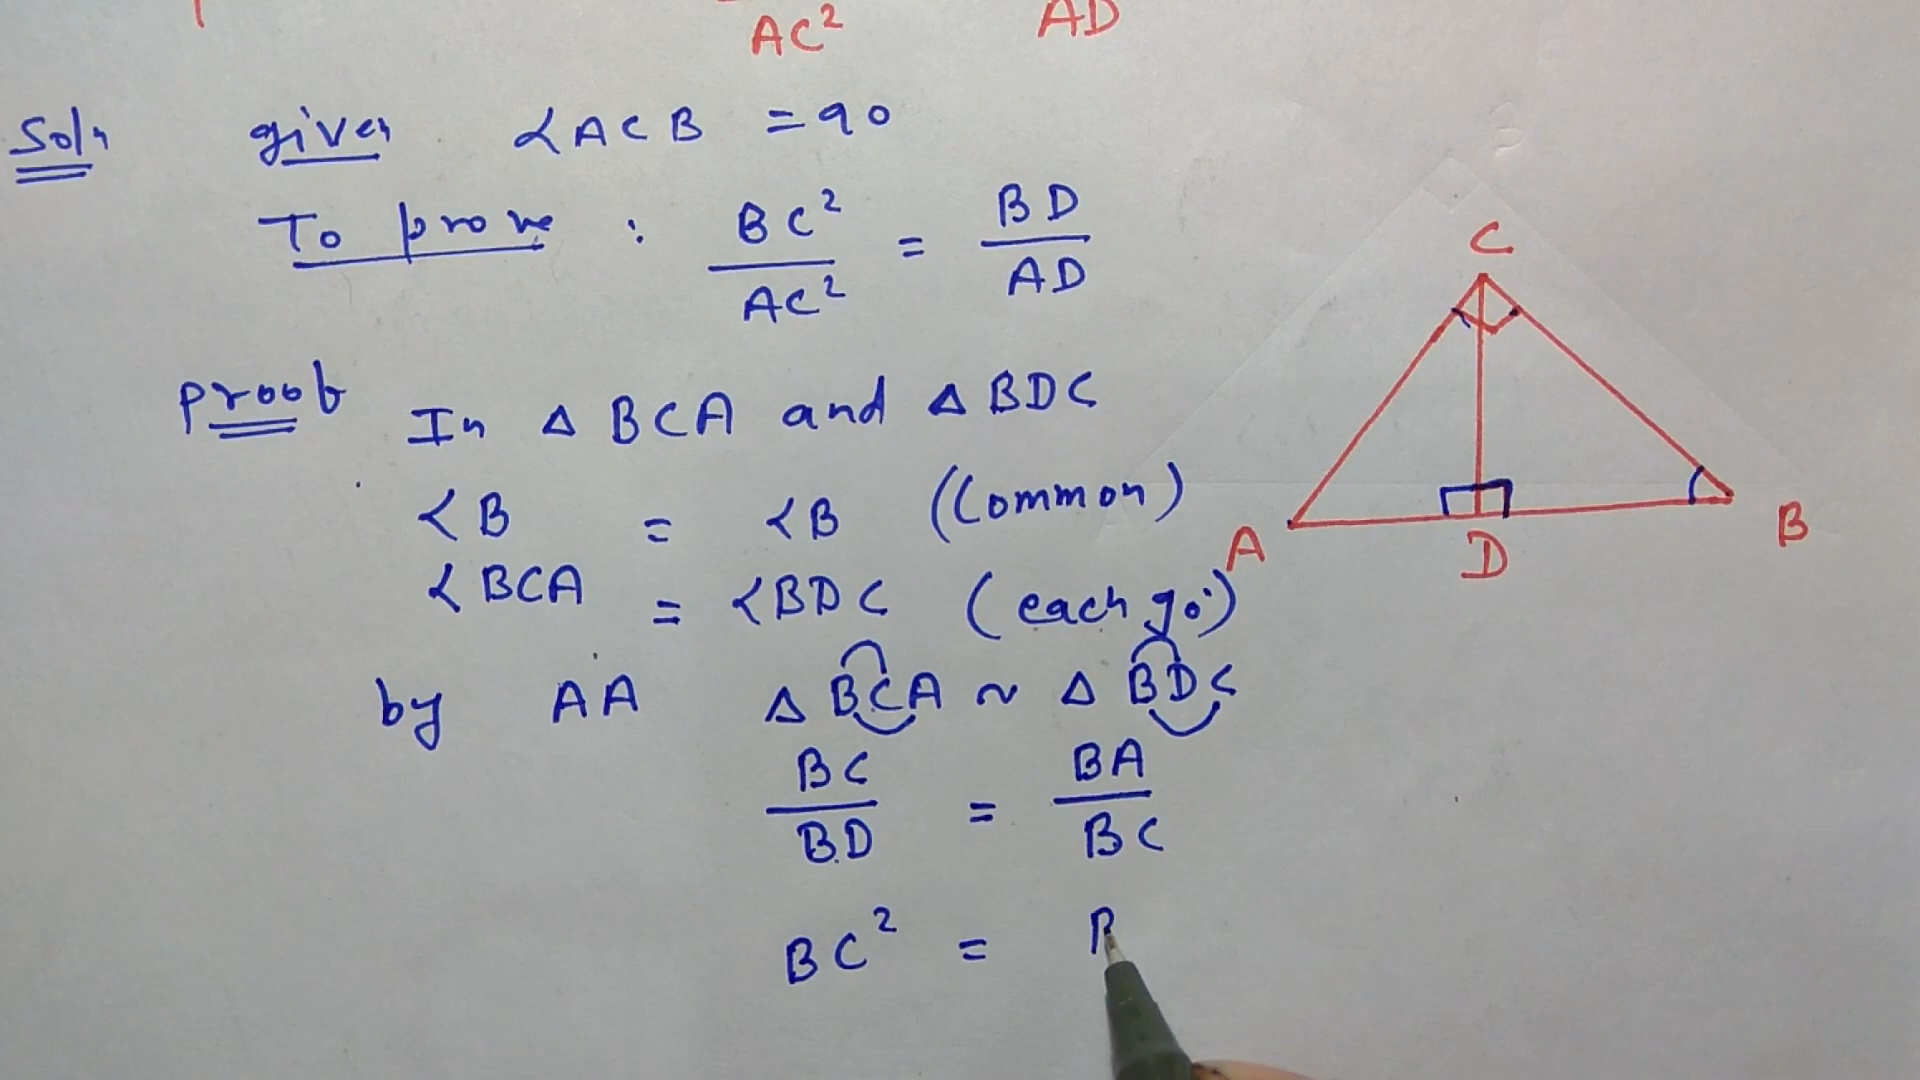 AC² AD
Soln given ∠ACB = 90
To prove : BC²/AC² = BD/AD
Proof In △ BCA and △ BDC
∠B = ∠B (Common)
∠BCA = ∠BDC (each 90°)
by AA △ BCA ~ △ BDC
BC/BD = BA/BC
BC² = B
C
A D B